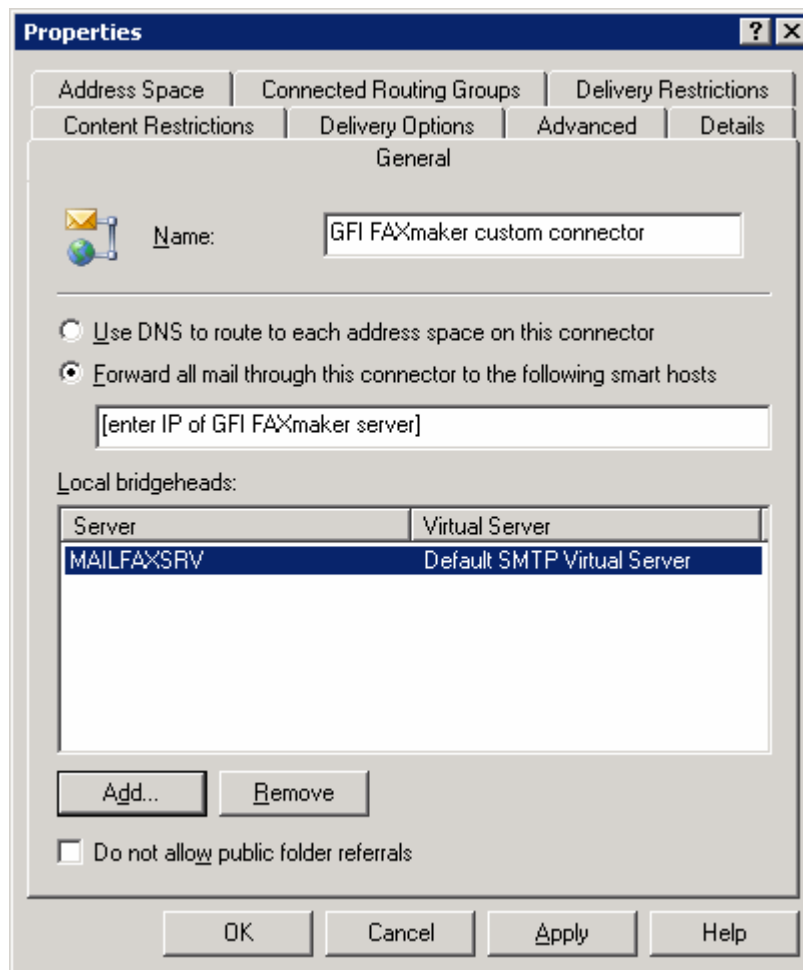 Properties
Address Space Connected Routing Groups Delivery Restrictions
Content Restrictions Delivery Options Advanced Details
General
Name: GFI FAXmaker custom connector
Use DNS to route to each address space on this connector
Forward all mail through this connector to the following smart hosts
[enter IP of GFI FAXmaker server]
Local bridgeheads:
Server Virtual Server
MAILFAXSRV Default SMTP Virtual Server
Add... Remove
Do not allow public folder referrals
OK Cancel Apply Help